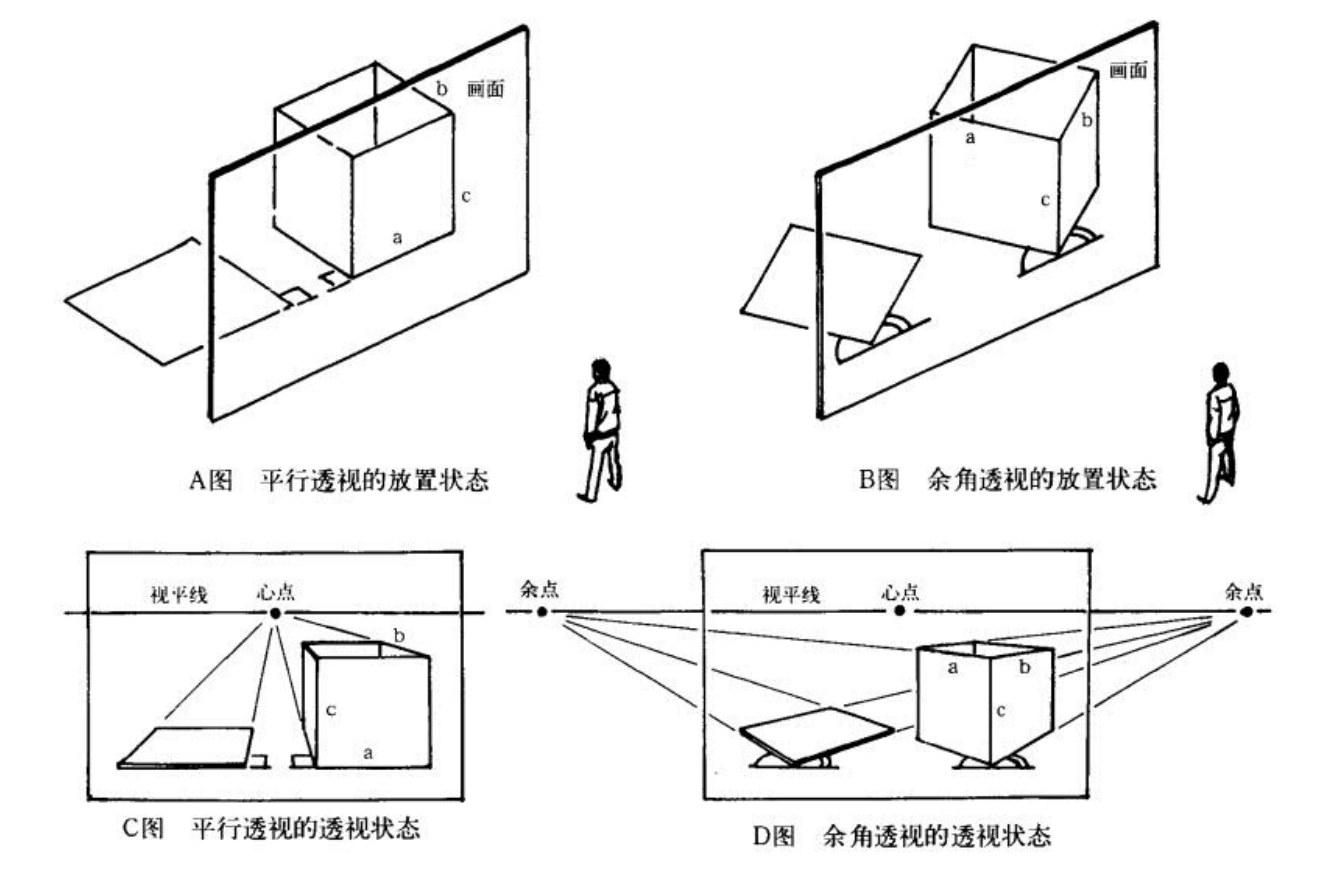 b 画面
c
a
画面
b
a
c
A图 平行透视的放置状态
B图 余角透视的放置状态
视平线 心点
b
c
a
C图 平行透视的透视状态
余点 视平线 心点 余点
a b
c
D图 余角透视的透视状态